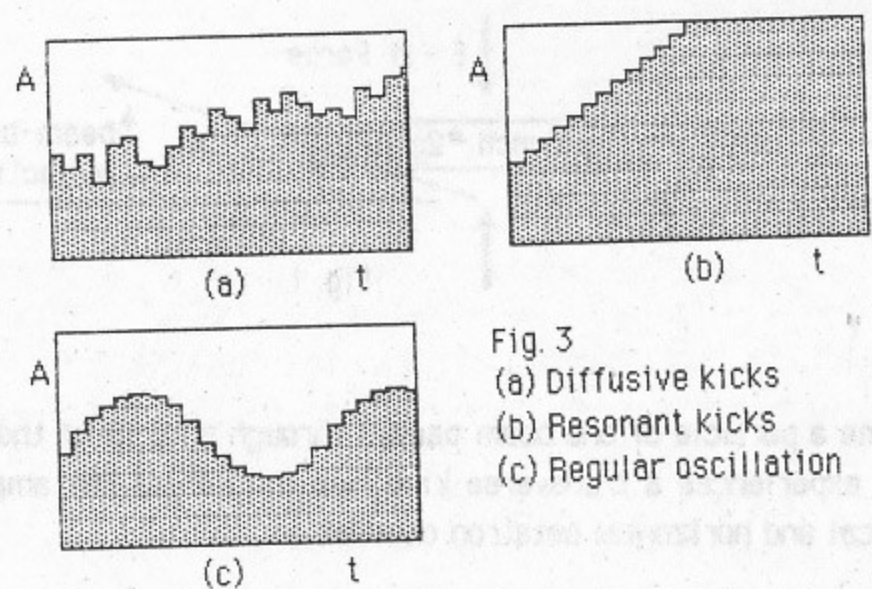 A
(a) t
A
(b) t
A
(c) t
Fig. 3
(a) Diffusive kicks
(b) Resonant kicks
(c) Regular oscillation